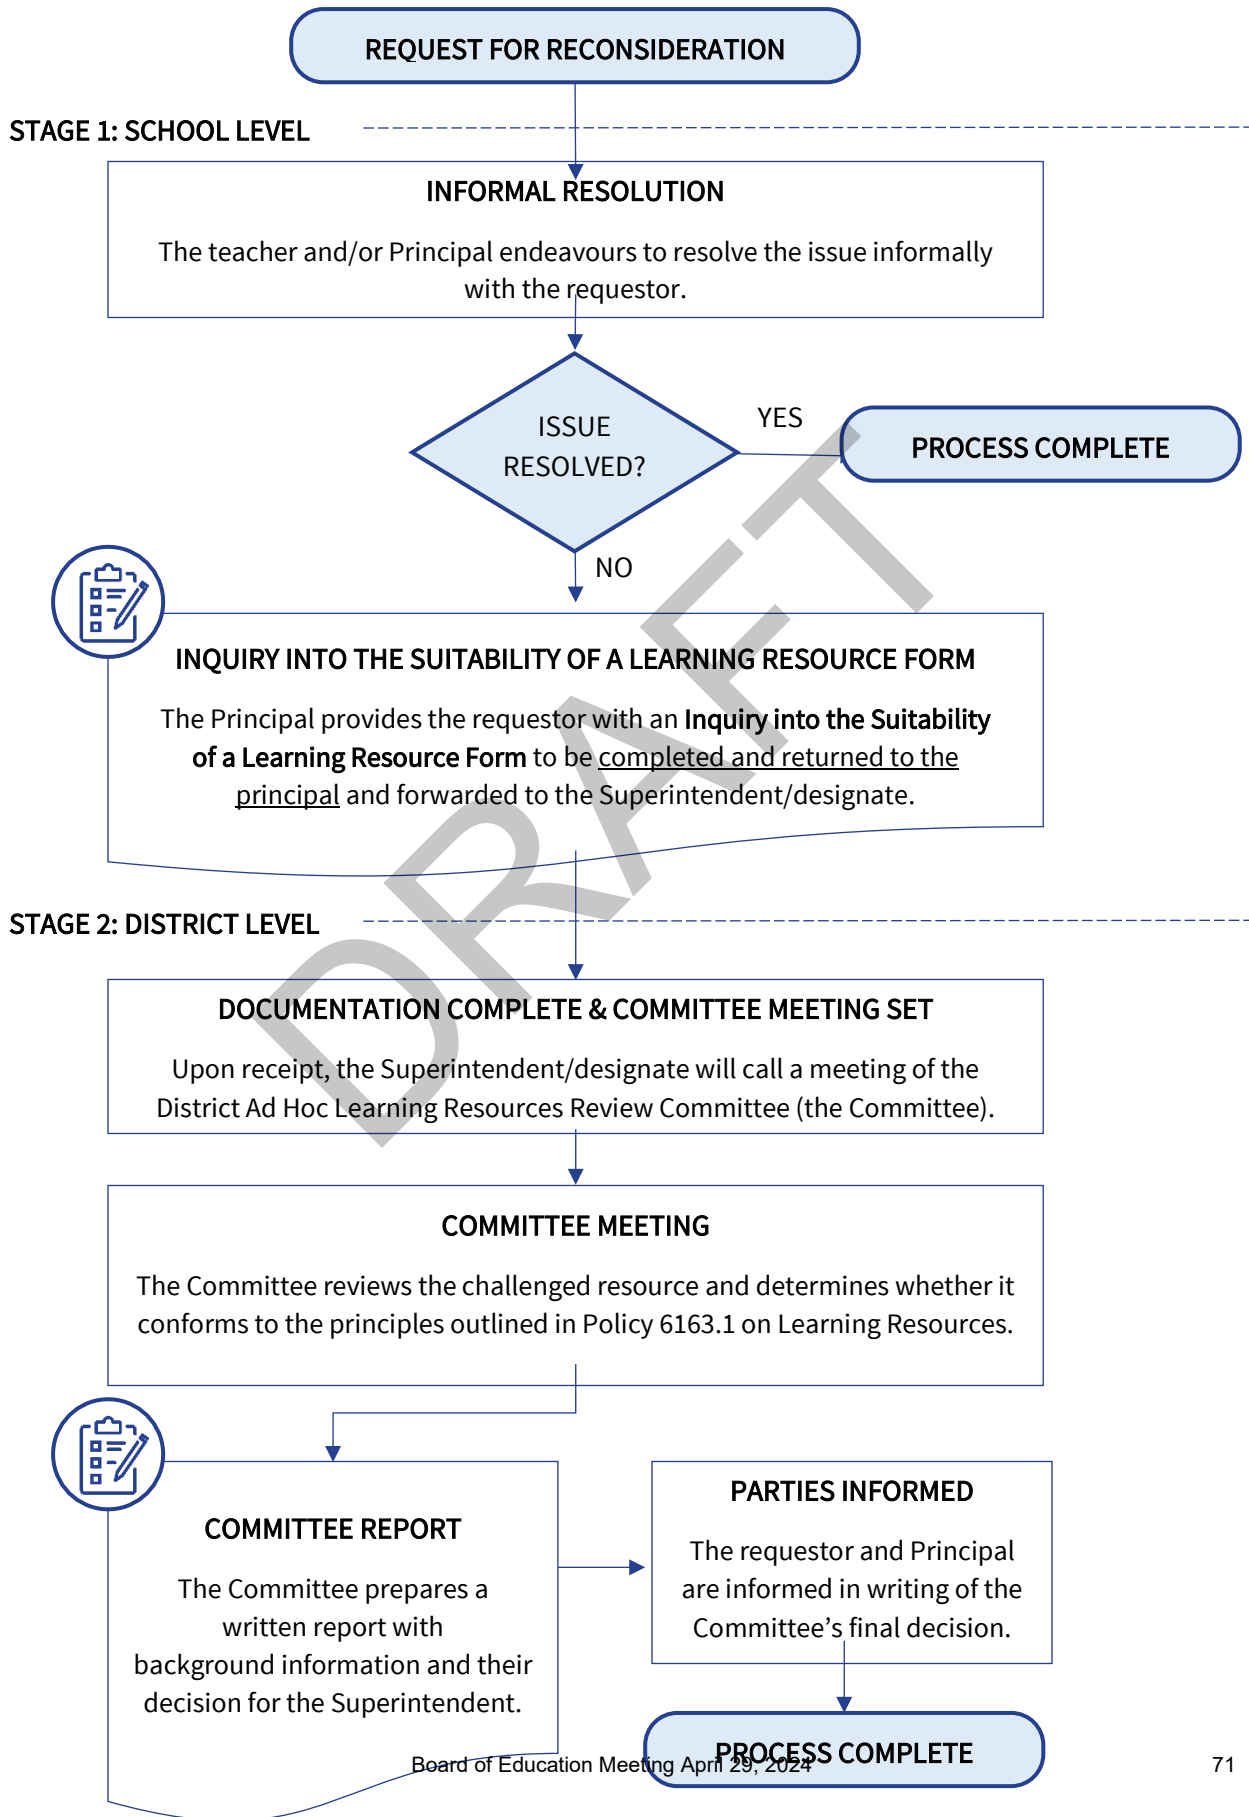 REQUEST FOR RECONSIDERATION
STAGE 1: SCHOOL LEVEL
INFORMAL RESOLUTION
The teacher and/or Principal endeavours to resolve the issue informally
with the requestor.
ISSUE
RESOLVED?
YES
PROCESS COMPLETE
NO
INQUIRY INTO THE SUITABILITY OF A LEARNING RESOURCE FORM
The Principal provides the requestor with an Inquiry into the Suitability
of a Learning Resource Form to be completed and returned to the
principal and forwarded to the Superintendent/designate.
DRAFT
STAGE 2: DISTRICT LEVEL
DOCUMENTATION COMPLETE & COMMITTEE MEETING SET
Upon receipt, the Superintendent/designate will call a meeting of the
District Ad Hoc Learning Resources Review Committee (the Committee).
COMMITTEE MEETING
The Committee reviews the challenged resource and determines whether it
conforms to the principles outlined in Policy 6163.1 on Learning Resources.
COMMITTEE REPORT
The Committee prepares a
written report with
background information and their
decision for the Superintendent.
PARTIES INFORMED
The requestor and Principal
are informed in writing of the
Committee's final decision.
PROCESS COMPLETE
Board of Education Meeting April 29, 2024
71